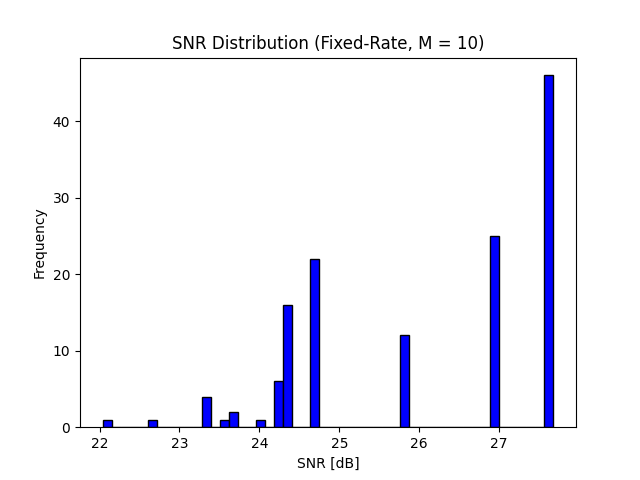 SNR Distribution (Fixed-Rate, M = 10)
40
30
20
10
0
Frequency
22 23 24 25 26 27
SNR [dB]